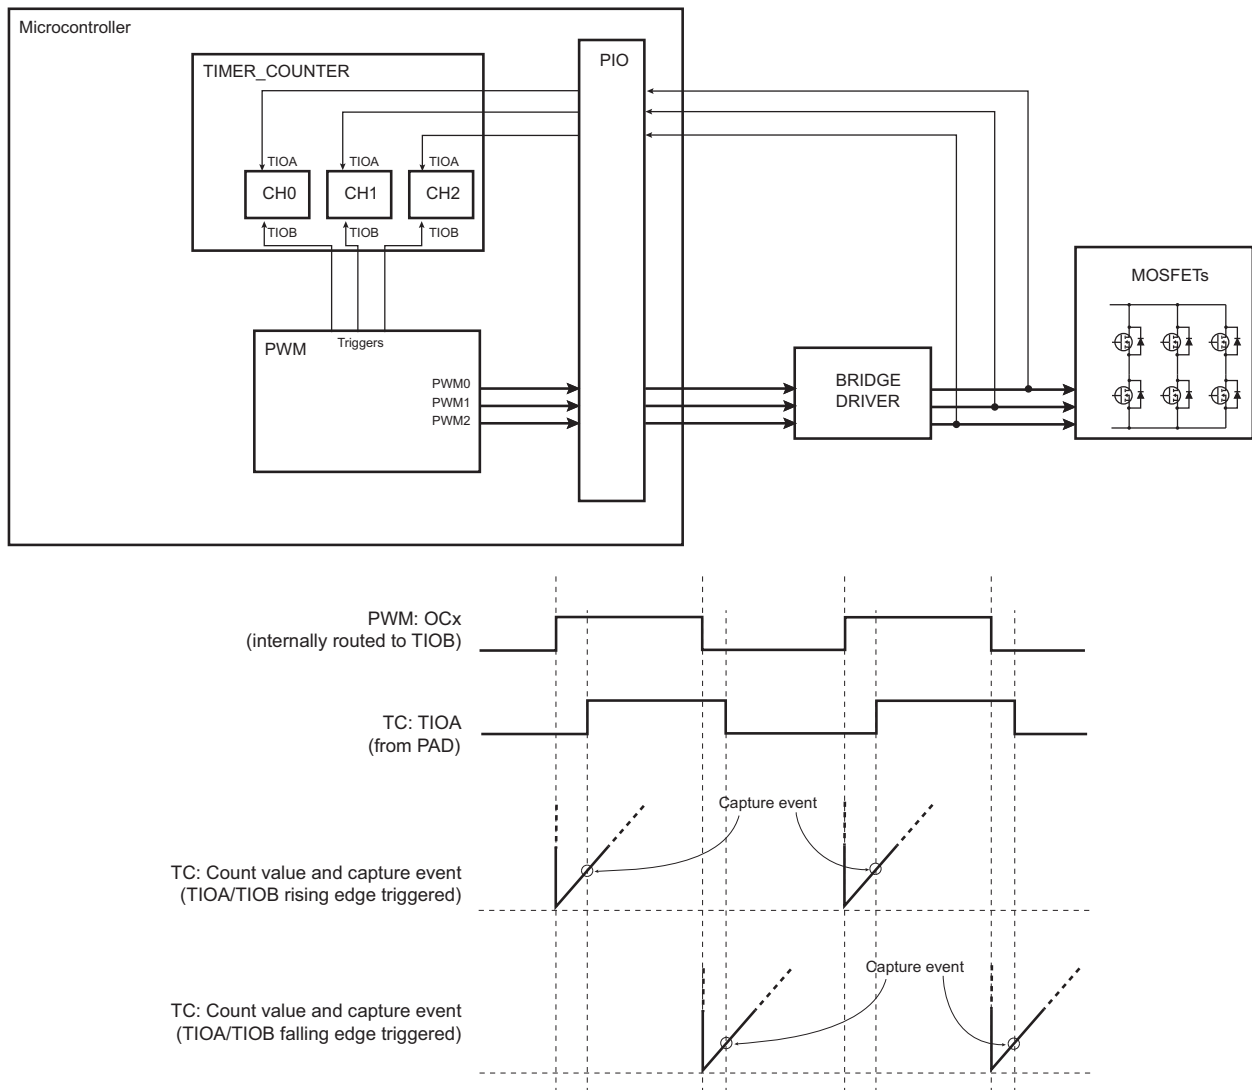 Microcontroller
PIO
TIMER_COUNTER
TIOA
TIOA
TIOA
CH0
CH1
CH2
TIOB
TIOB
TIOB
MOSFETs
PWM
Triggers
PWM0
PWM1
PWM2
BRIDGE
DRIVER
PWM: OCx
(internally routed to TIOB)
TC: TIOA
(from PAD)
Capture event
TC: Count value and capture event
(TIOA/TIOB rising edge triggered)
Capture event
TC: Count value and capture event
(TIOA/TIOB falling edge triggered)